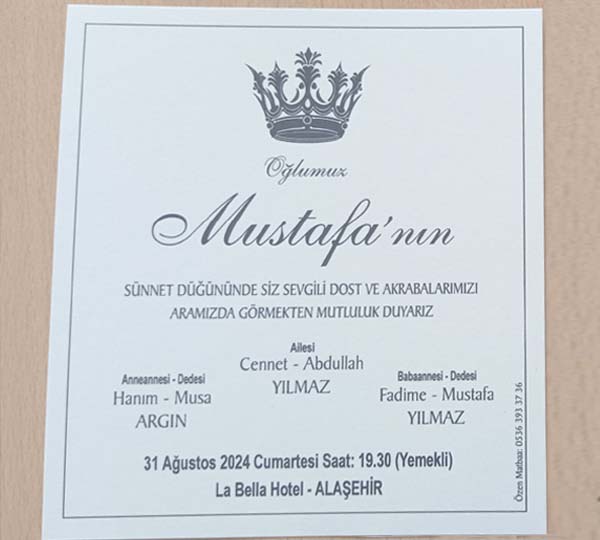 Oğlumuz
Mustafa'nın
SÜNNET DÜĞÜNÜNDE SİZ SEVGİLİ DOST VE AKRABALARIMIZI
ARAMIZDA GÖRMEKTEN MUTLULUK DUYARIZ
Ailesi
Cennet - Abdullah
YILMAZ
Anneannesi - Dedesi
Hanım - Musa
ARGIN
Babaannesi - Dedesi
Fadime - Mustafa
YILMAZ
31 Ağustos 2024 Cumartesi Saat: 19.30 (Yemekli)
La Bella Hotel - ALAŞEHİR
Özen Matbaa: 0536 393 37 36